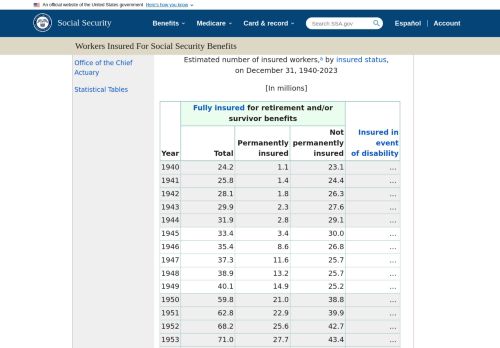 An official website of the United States government Here's how you know
Social Security
Benefits Medicare Card & record Search SSA.gov Español Account
Workers Insured For Social Security Benefits
Office of the Chief
Actuary
Statistical Tables
Estimated number of insured workers,a by insured status,
on December 31, 1940-2023
[In millions]
Fully insured for retirement and/or
survivor benefits
Year Total Permanently
insured Not
permanently
insured Insured in
event
of disability
1940 24.2 1.1 23.1 ...
1941 25.8 1.4 24.4 ...
1942 28.1 1.8 26.3 ...
1943 29.9 2.3 27.6 ...
1944 31.9 2.8 29.1 ...
1945 33.4 3.4 30.0 ...
1946 35.4 8.6 26.8 ...
1947 37.3 11.6 25.7 ...
1948 38.9 13.2 25.7 ...
1949 40.1 14.9 25.2 ...
1950 59.8 21.0 38.8 ...
1951 62.8 22.9 39.9 ...
1952 68.2 25.6 42.7 ...
1953 71.0 27.7 43.4 ...